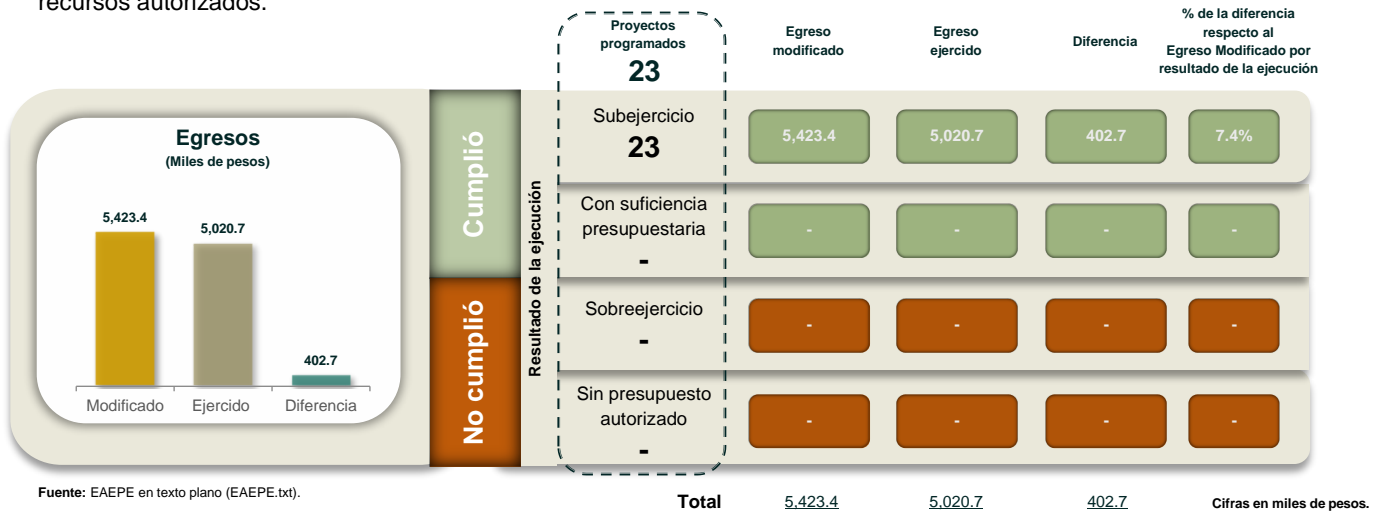 recursos autorizados.
Proyectos
programados
23
Egreso
modificado
Egreso
ejercido
Diferencia
% de la diferencia
respecto al
Egreso Modificado por
resultado de la ejecución
Egresos
(Miles de pesos)
5,423.4
5,020.7
402.7
Modificado
Ejercido
Diferencia
Cumplió
No cumplió
Resultado de la ejecución
Subejercicio
23
5,423.4
5,020.7
402.7
7.4%
Con suficiencia
presupuestaria
-
-
-
-
-
Sobreejercicio
-
-
-
-
-
Sin presupuesto
autorizado
-
-
-
-
-
Fuente: EAEPE en texto plano (EAEPE.txt).
Total 5,423.4 5,020.7 402.7 Cifras en miles de pesos.